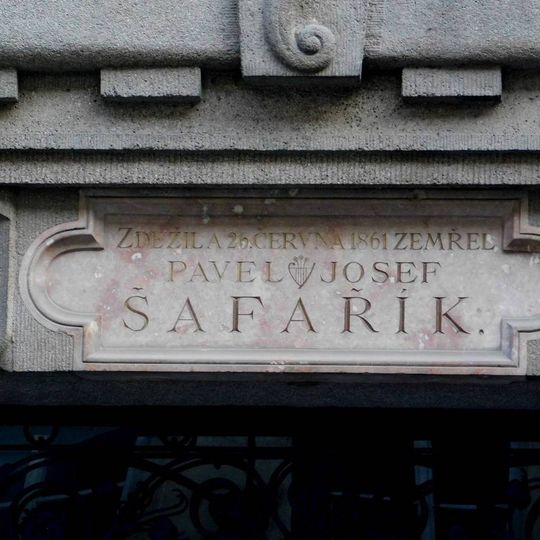 ZDE ŽIL A 26. ČERVNA 1861 ZEMŘEL
PAVEL JOSEF
ŠAFAŘÍK.